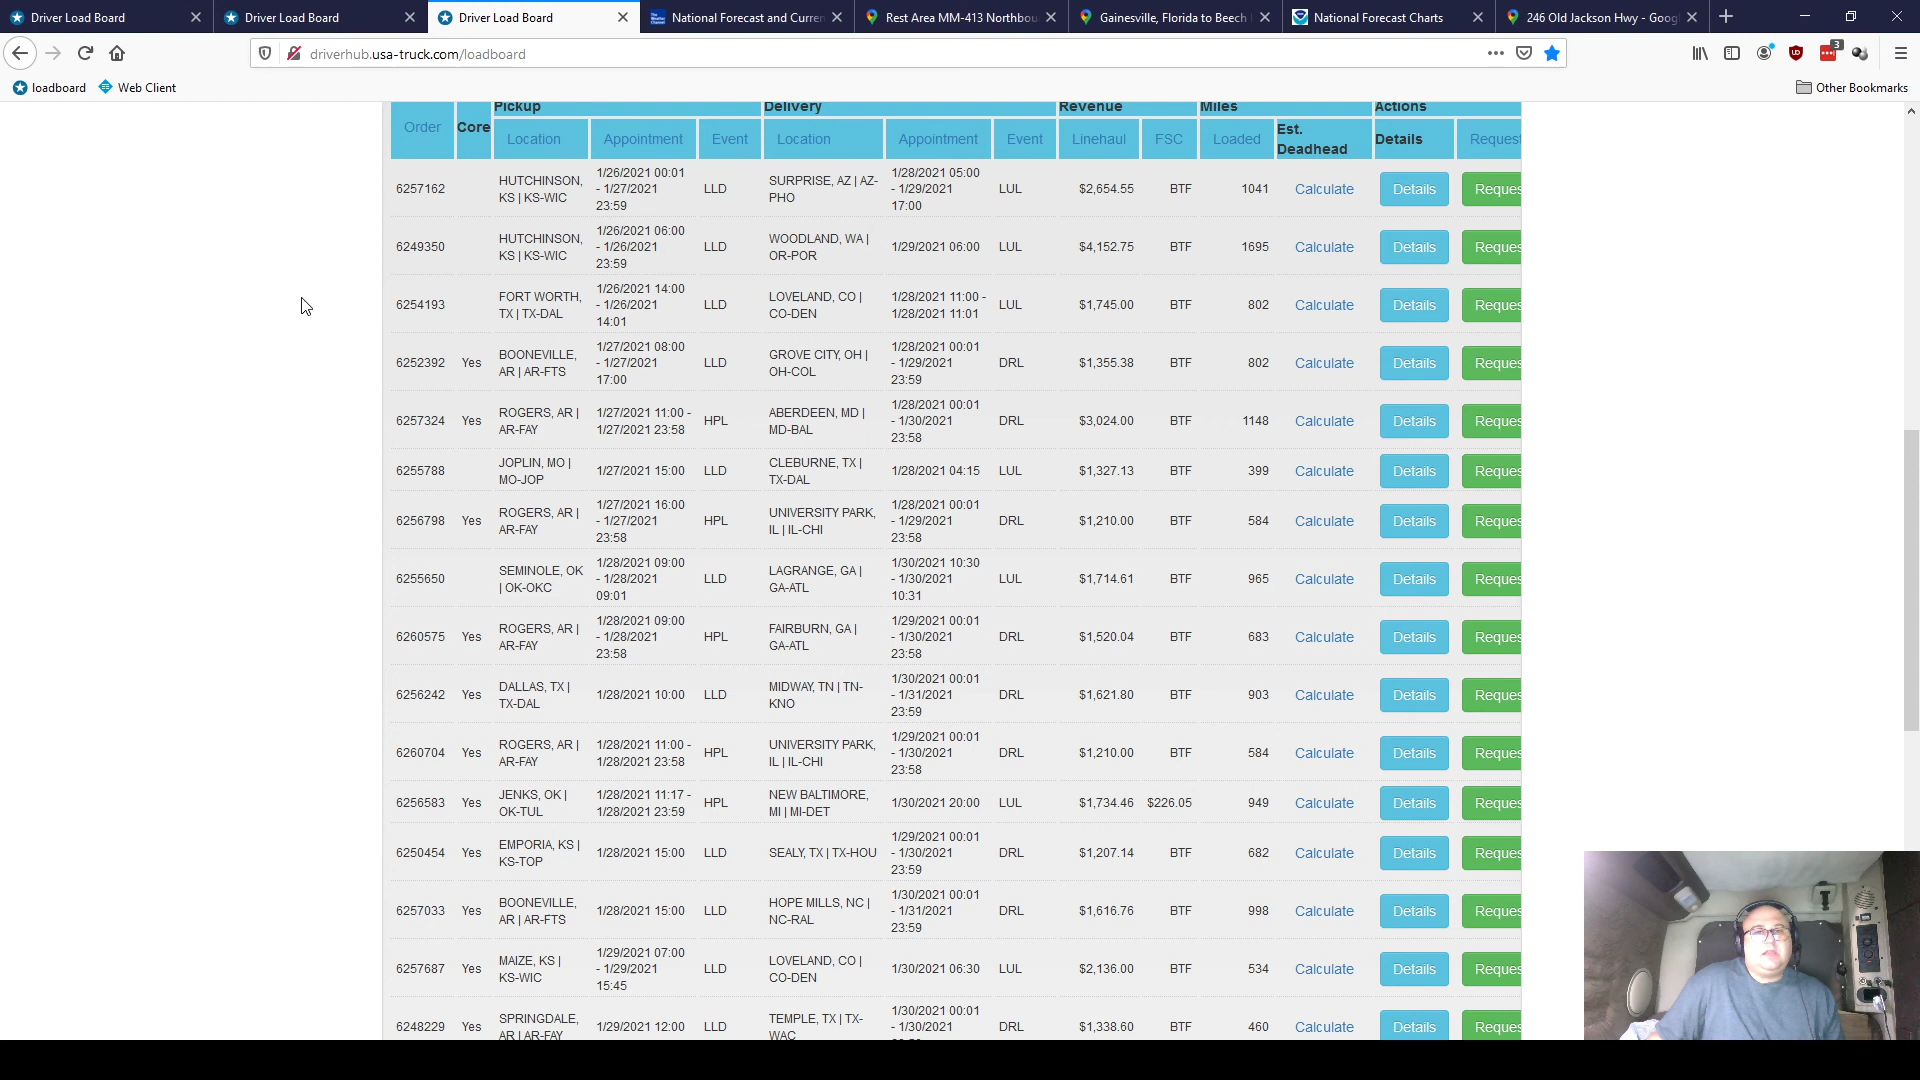 Driver Load Board
Driver Load Board
Driver Load Board
National Forecast and Curren
Rest Area MM-413 Northbou
Gainesville, Florida to Beech
National Forecast Charts
246 Old Jackson Hwy - Goog
driverhub.usa-truck.com/loadboard
3
loadboard
Web Client
Other Bookmarks
Pickup Delivery Revenue Miles Actions
Order Core Location Appointment Event Location Appointment Event Linehaul FSC Loaded Est. Deadhead Details Request
6257162 HUTCHINSON, KS | KS-WIC 1/26/2021 00:01 - 1/27/2021 23:59 LLD SURPRISE, AZ | AZ-PHO 1/28/2021 05:00 - 1/29/2021 17:00 LUL $2,654.55 BTF 1041 Calculate Details Reques
6249350 HUTCHINSON, KS | KS-WIC 1/26/2021 06:00 - 1/26/2021 23:59 LLD WOODLAND, WA | OR-POR 1/29/2021 06:00 LUL $4,152.75 BTF 1695 Calculate Details Reques
6254193 FORT WORTH, TX | TX-DAL 1/26/2021 14:00 - 1/26/2021 14:01 LLD LOVELAND, CO | CO-DEN 1/28/2021 11:00 - 1/28/2021 11:01 LUL $1,745.00 BTF 802 Calculate Details Reques
6252392 Yes BOONEVILLE, AR | AR-FTS 1/27/2021 08:00 - 1/27/2021 17:00 LLD GROVE CITY, OH | OH-COL 1/28/2021 00:01 - 1/29/2021 23:59 DRL $1,355.38 BTF 802 Calculate Details Reques
6257324 Yes ROGERS, AR | AR-FAY 1/27/2021 11:00 - 1/27/2021 23:58 HPL ABERDEEN, MD | MD-BAL 1/28/2021 00:01 - 1/30/2021 23:58 DRL $3,024.00 BTF 1148 Calculate Details Reques
6255788 JOPLIN, MO | MO-JOP 1/27/2021 15:00 LLD CLEBURNE, TX | TX-DAL 1/28/2021 04:15 LUL $1,327.13 BTF 399 Calculate Details Reques
6256798 Yes ROGERS, AR | AR-FAY 1/27/2021 16:00 - 1/27/2021 23:58 HPL UNIVERSITY PARK, IL | IL-CHI 1/28/2021 00:01 - 1/29/2021 23:58 DRL $1,210.00 BTF 584 Calculate Details Reques
6255650 SEMINOLE, OK | OK-OKC 1/28/2021 09:00 - 1/28/2021 09:01 LLD LAGRANGE, GA | GA-ATL 1/30/2021 10:30 - 1/30/2021 10:31 LUL $1,714.61 BTF 965 Calculate Details Reques
6260575 Yes ROGERS, AR | AR-FAY 1/28/2021 09:00 - 1/28/2021 23:58 HPL FAIRBURN, GA | GA-ATL 1/29/2021 00:01 - 1/30/2021 23:58 DRL $1,520.04 BTF 683 Calculate Details Reques
6256242 Yes DALLAS, TX | TX-DAL 1/28/2021 10:00 LLD MIDWAY, TN | TN-KNO 1/30/2021 00:01 - 1/31/2021 23:59 DRL $1,621.80 BTF 903 Calculate Details Reques
6260704 Yes ROGERS, AR | AR-FAY 1/28/2021 11:00 - 1/28/2021 23:58 HPL UNIVERSITY PARK, IL | IL-CHI 1/29/2021 00:01 - 1/30/2021 23:58 DRL $1,210.00 BTF 584 Calculate Details Reques
6256583 Yes JENKS, OK | OK-TUL 1/28/2021 11:17 - 1/28/2021 23:59 HPL NEW BALTIMORE, MI | MI-DET 1/30/2021 20:00 LUL $1,734.46 $226.05 949 Calculate Details Reques
6250454 Yes EMPORIA, KS | KS-TOP 1/28/2021 15:00 LLD SEALY, TX | TX-HOU 1/29/2021 00:01 - 1/30/2021 23:59 DRL $1,207.14 BTF 682 Calculate Details Reques
6257033 Yes BOONEVILLE, AR | AR-FTS 1/28/2021 15:00 LLD HOPE MILLS, NC | NC-RAL 1/30/2021 00:01 - 1/31/2021 23:59 DRL $1,616.76 BTF 998 Calculate Details Reques
6257687 Yes MAIZE, KS | KS-WIC 1/29/2021 07:00 - 1/29/2021 15:45 LLD LOVELAND, CO | CO-DEN 1/30/2021 06:30 LUL $2,136.00 BTF 534 Calculate Details Reques
6248229 Yes SPRINGDALE, AR | AR-FAY 1/29/2021 12:00 LLD TEMPLE, TX | TX-WAC 1/30/2021 00:01 - 1/30/2021 DRL $1,338.60 BTF 460 Calculate Details Reques